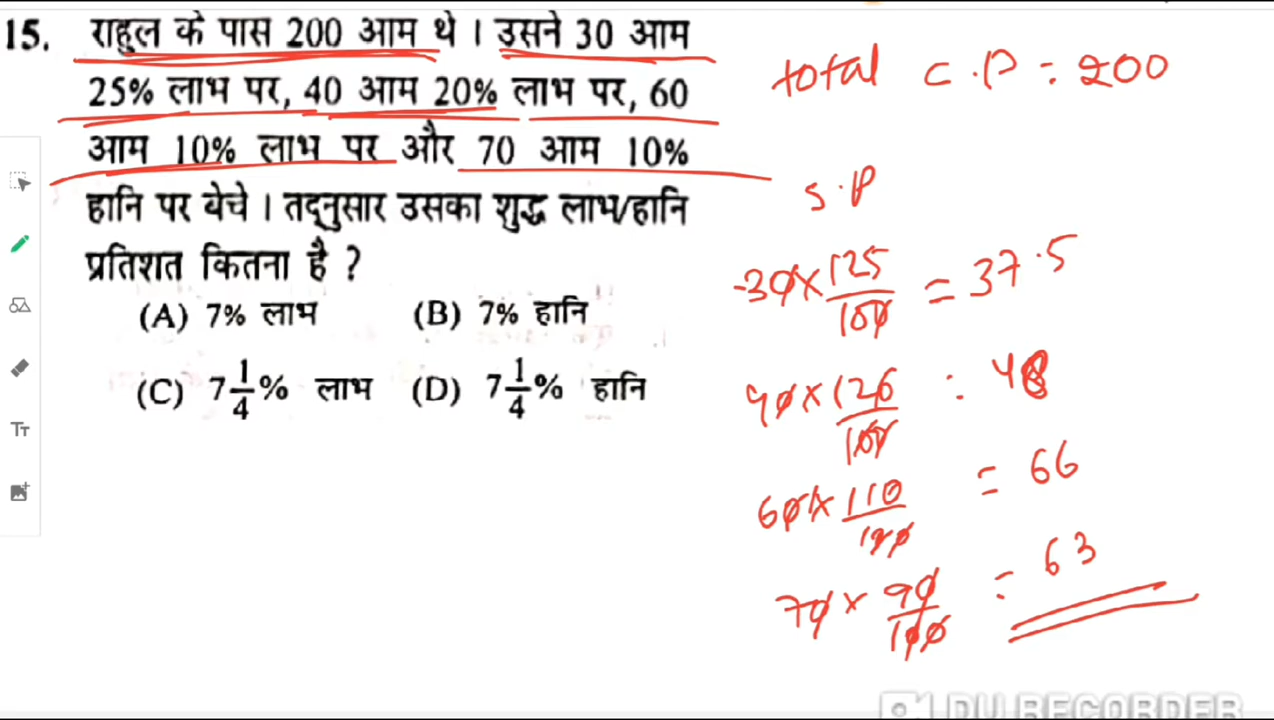 15. राहुल के पास 200 आम थे । उसने 30 आम
25% लाभ पर, 40 आम 20% लाभ पर, 60
आम 10% लाभ पर और 70 आम 10%
हानि पर बेचे । तद्नुसार उसका शुद्ध लाभ/हानि
प्रतिशत कितना है ?
(A) 7% लाभ (B) 7% हानि
(C) 7 1/4 % लाभ (D) 7 1/4 % हानि
total C.P = 200
S.P
30 × 125/100 = 37.5
40 × 120/100 = 48
60 × 110/100 = 66
70 × 90/100 = 63
Tт
DU RECORDER